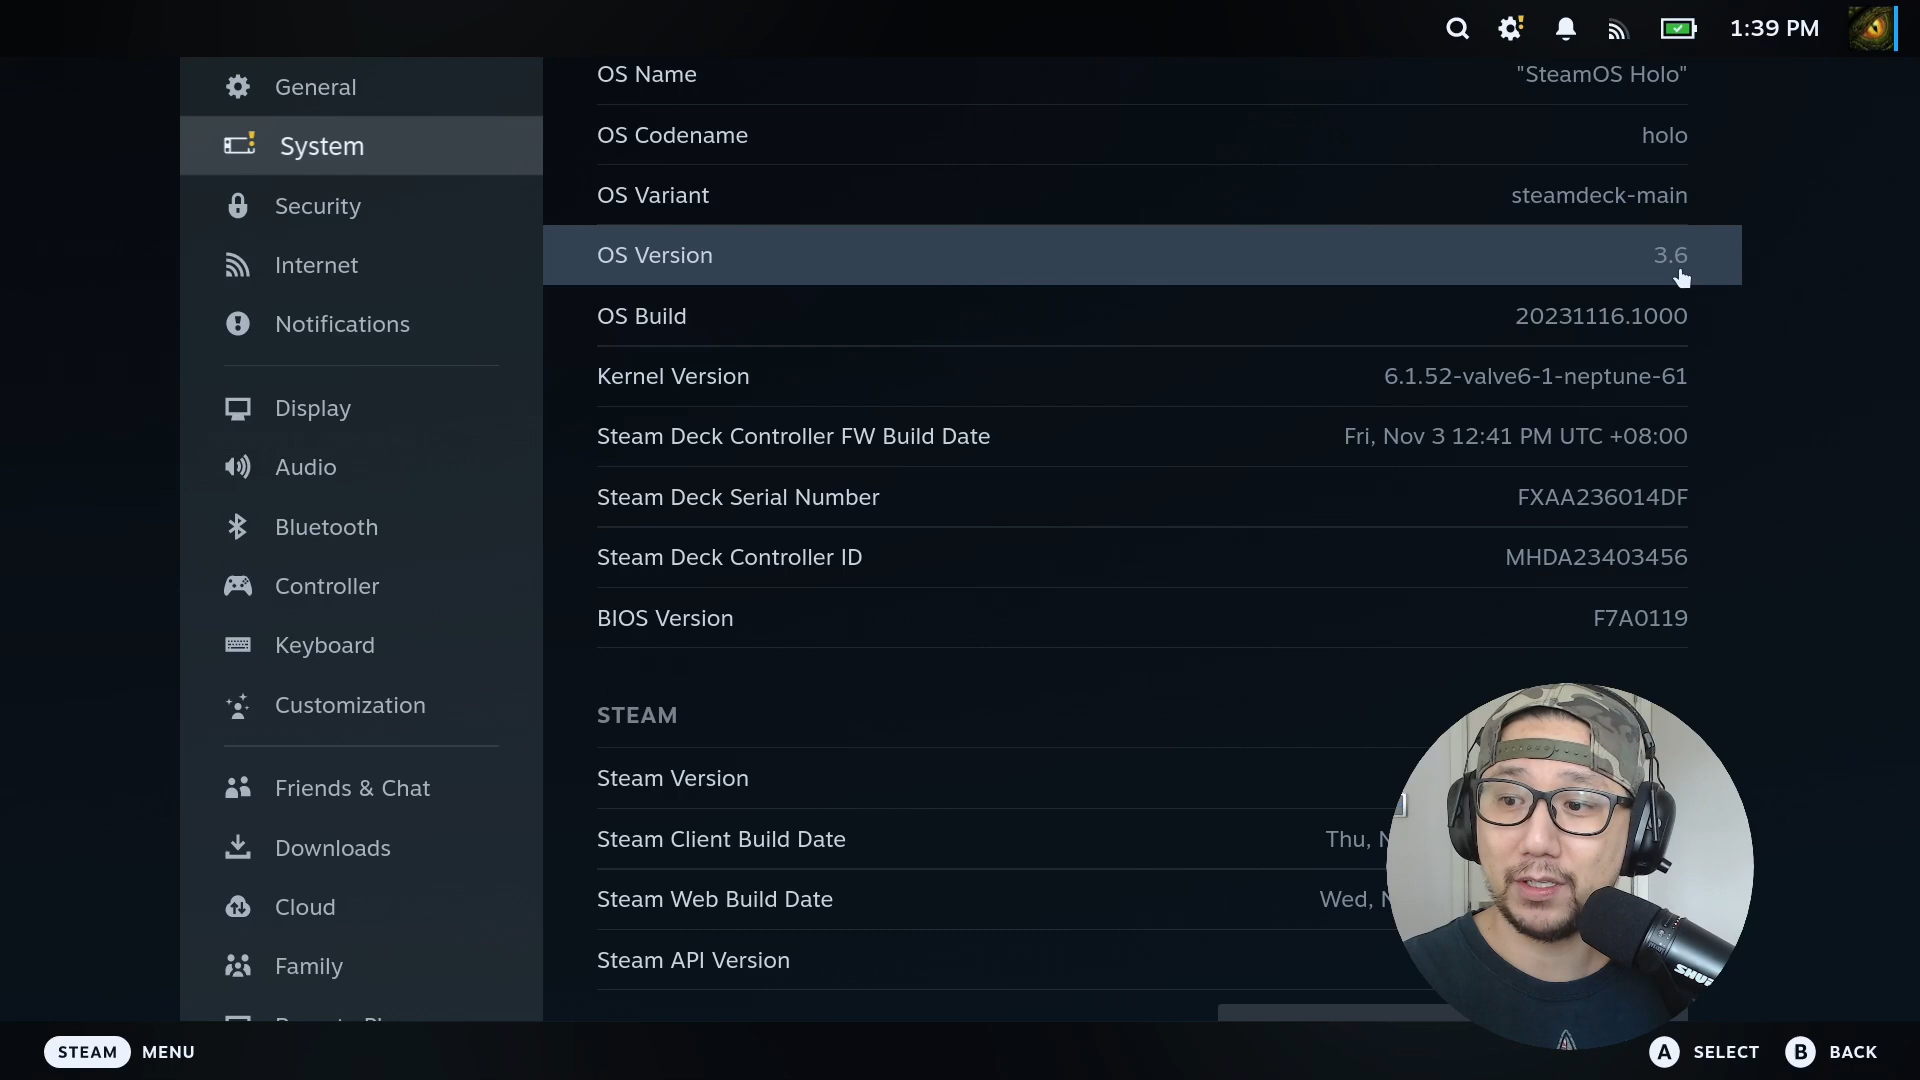 1:39 PM
General
System
Security
Internet
Notifications
Display
Audio
Bluetooth
Controller
Keyboard
Customization
Friends & Chat
Downloads
Cloud
Family
OS Name "SteamOS Holo"
OS Codename holo
OS Variant steamdeck-main
OS Version 3.6
OS Build 20231116.1000
Kernel Version 6.1.52-valve6-1-neptune-61
Steam Deck Controller FW Build Date Fri, Nov 3 12:41 PM UTC +08:00
Steam Deck Serial Number FXAA236014DF
Steam Deck Controller ID MHDA23403456
BIOS Version F7A0119
STEAM
Steam Version
Steam Client Build Date Thu, N
Steam Web Build Date Wed, N
Steam API Version
SHURE
STEAM MENU
A SELECT B BACK